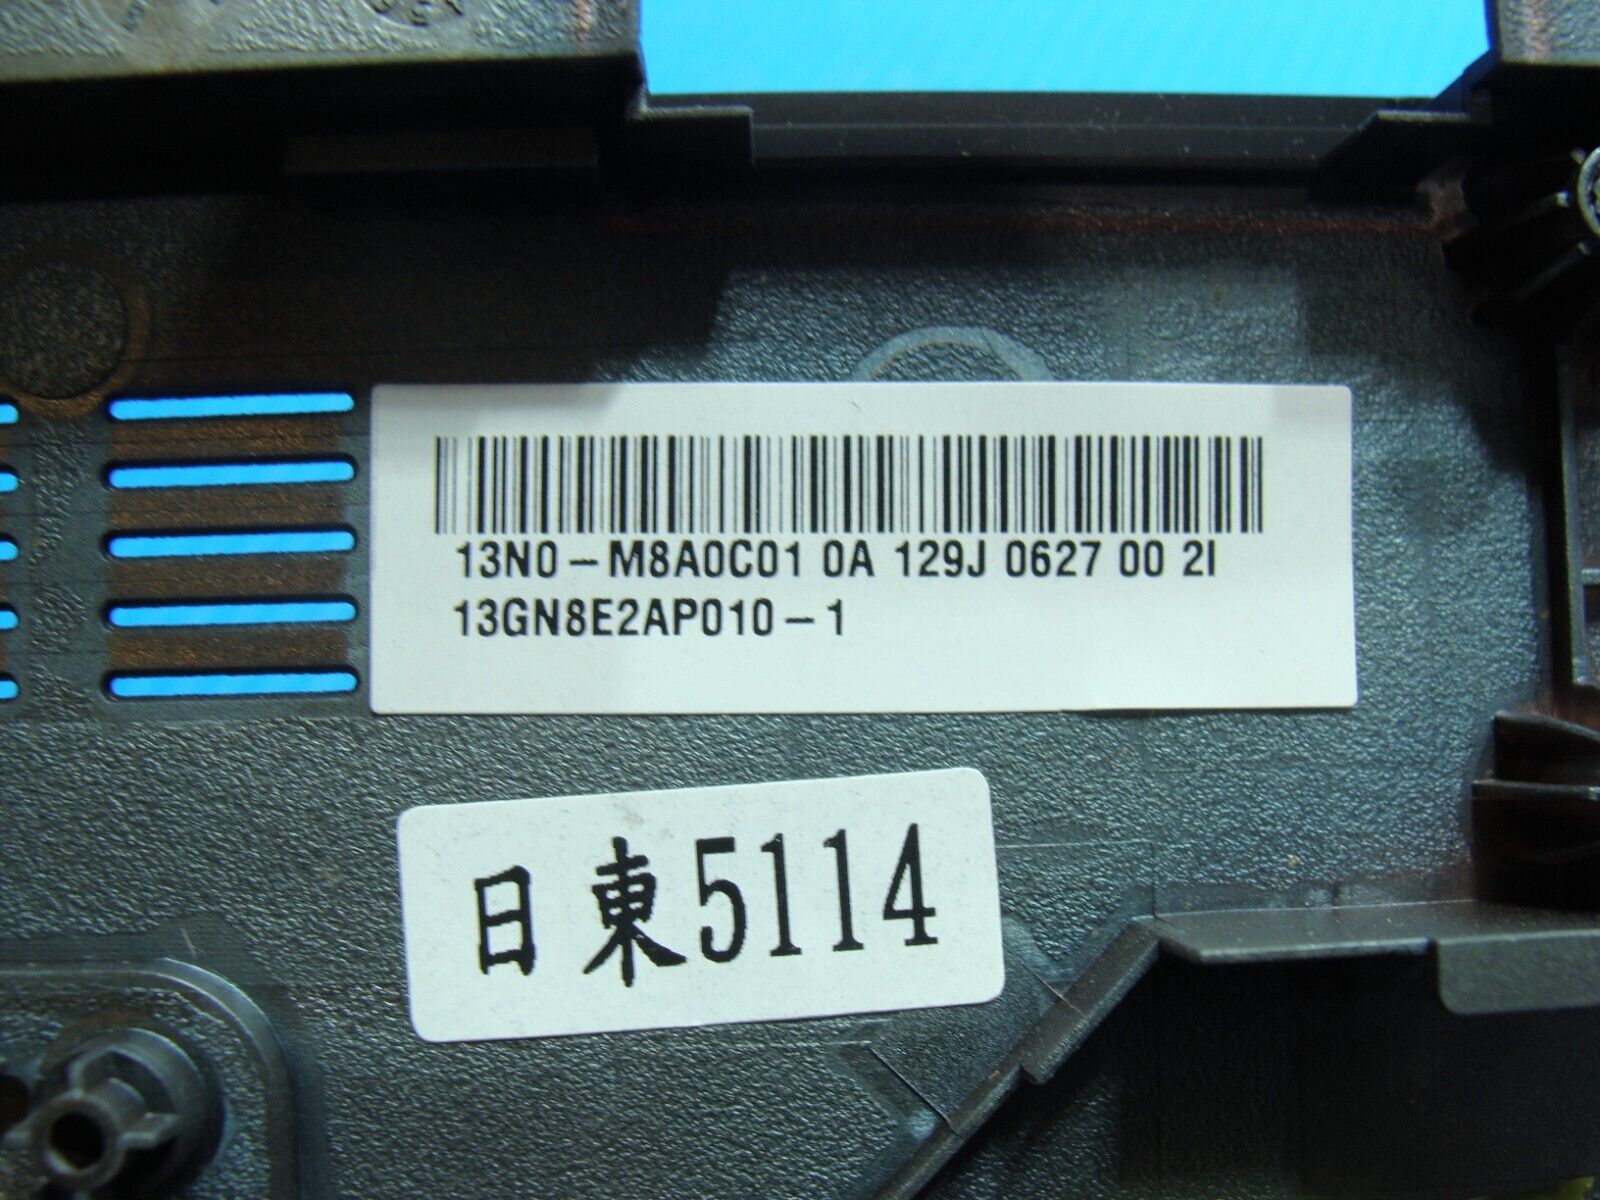 13N0-M8A0C01 0A 129J 0627 00 2I
13GN8E2AP010-1
日東5114